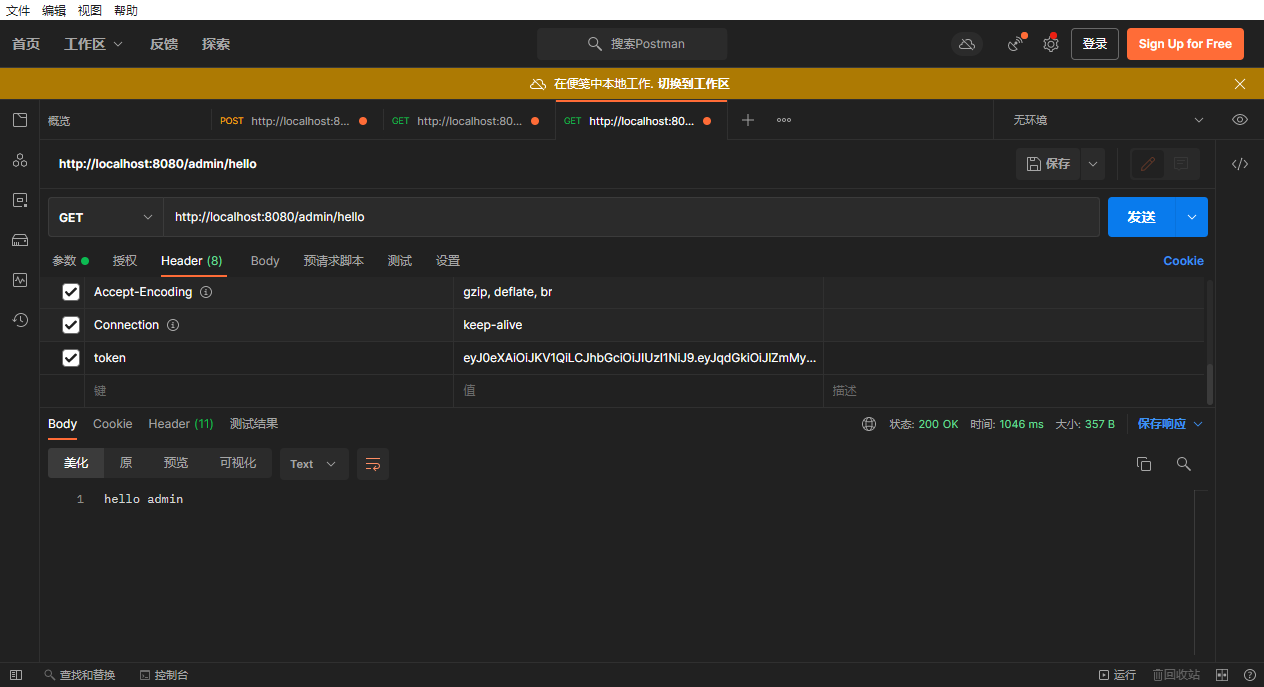 文件 编辑 视图 帮助
首页 工作区 反馈 探索 搜索Postman 登录 Sign Up for Free
在便笺中本地工作. 切换到工作区
概览 POST http://localhost:8... GET http://localhost:80... GET http://localhost:80... 无环境
http://localhost:8080/admin/hello 保存
GET http://localhost:8080/admin/hello 发送
参数 授权 Header (8) Body 预请求脚本 测试 设置 Cookie
Accept-Encoding gzip, deflate, br
Connection keep-alive
token eyJ0eXAiOiJKV1QiLCJhbGciOiJIUzI1NiJ9.eyJqdGkiOiJlZmMy...
键 值 描述
Body Cookie Header (11) 测试结果 状态: 200 OK 时间: 1046 ms 大小: 357 B 保存响应
美化 原 预览 可视化 Text
1 hello admin
查找和替换 控制台 运行 回收站